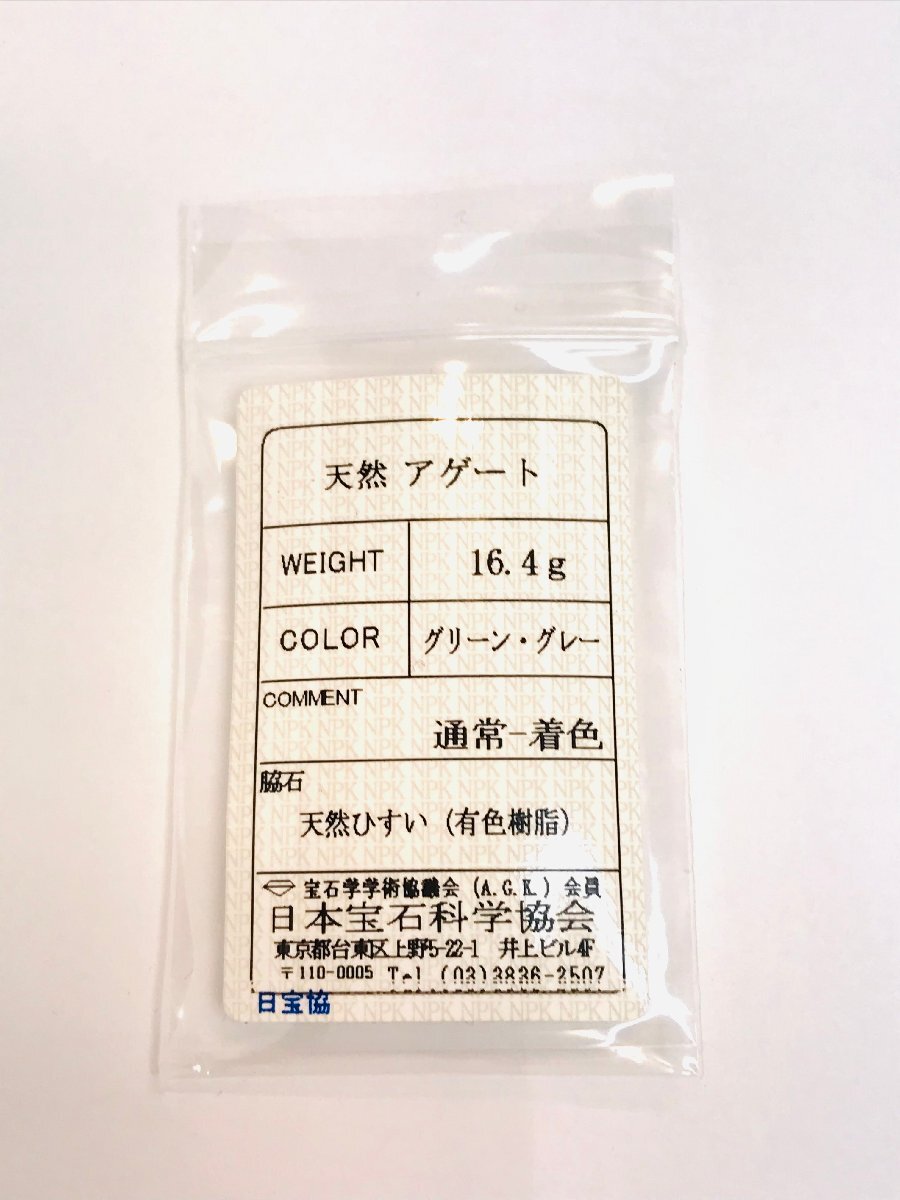 天然 アゲート
WEIGHT 16.4g
COLOR グリーン・グレー
COMMENT
通常-着色
脇石
天然ひすい (有色樹脂)
宝石学学術協議会 (A.G.K.) 会員
日本宝石科学協会
東京都台東区上野5-22-1 井上ビル4F
〒110-0005 Tel (03)3836-3507
日宝協